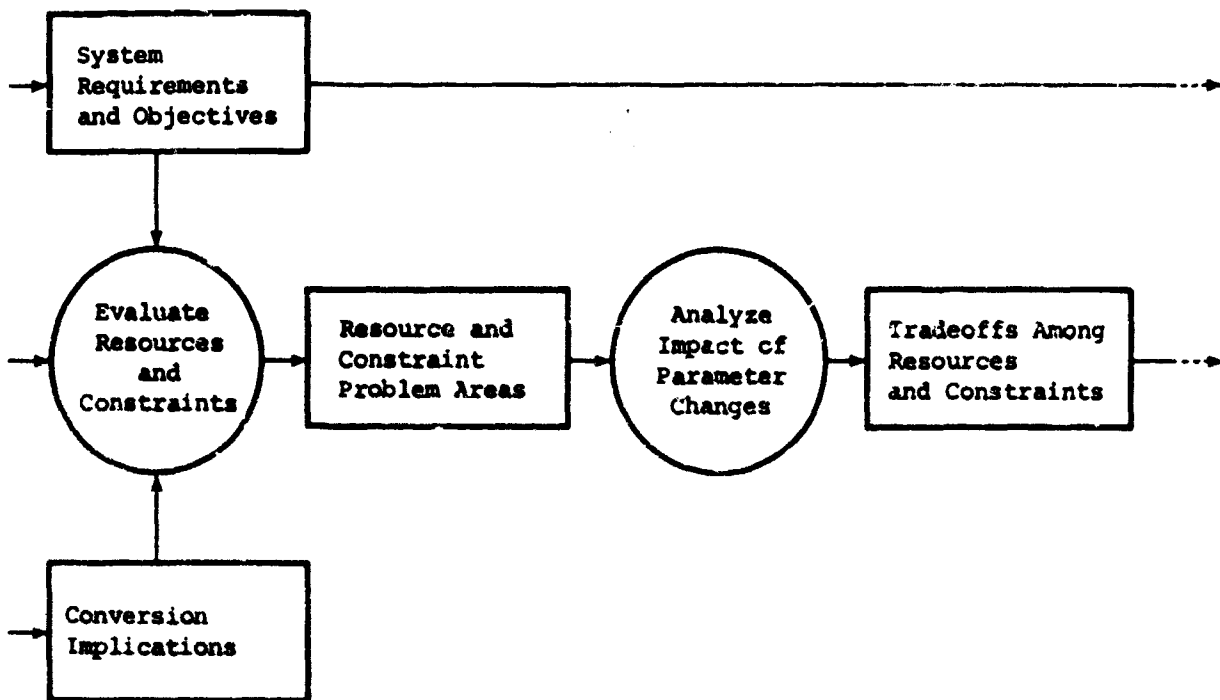 System
Requirements
and Objectives
Evaluate
Resources
and
Constraints
Resource and
Constraint
Problem Areas
Analyze
Impact of
Parameter
Changes
Tradeoffs Among
Resources
and Constraints
Conversion
Implications